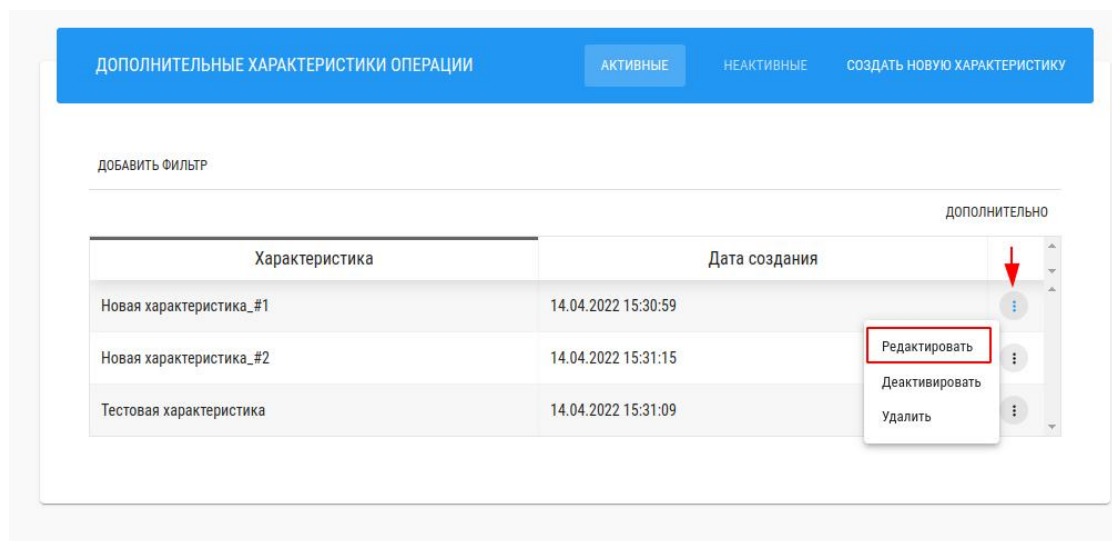 ДОПОЛНИТЕЛЬНЫЕ ХАРАКТЕРИСТИКИ ОПЕРАЦИИ АКТИВНЫЕ НЕАКТИВНЫЕ СОЗДАТЬ НОВУЮ ХАРАКТЕРИСТИКУ
ДОБАВИТЬ ФИЛЬТР
ДОПОЛНИТЕЛЬНО
Характеристика Дата создания
Новая характеристика_#1 14.04.2022 15:30:59
Новая характеристика_#2 14.04.2022 15:31:15
Тестовая характеристика 14.04.2022 15:31:09
Редактировать
Деактивировать
Удалить